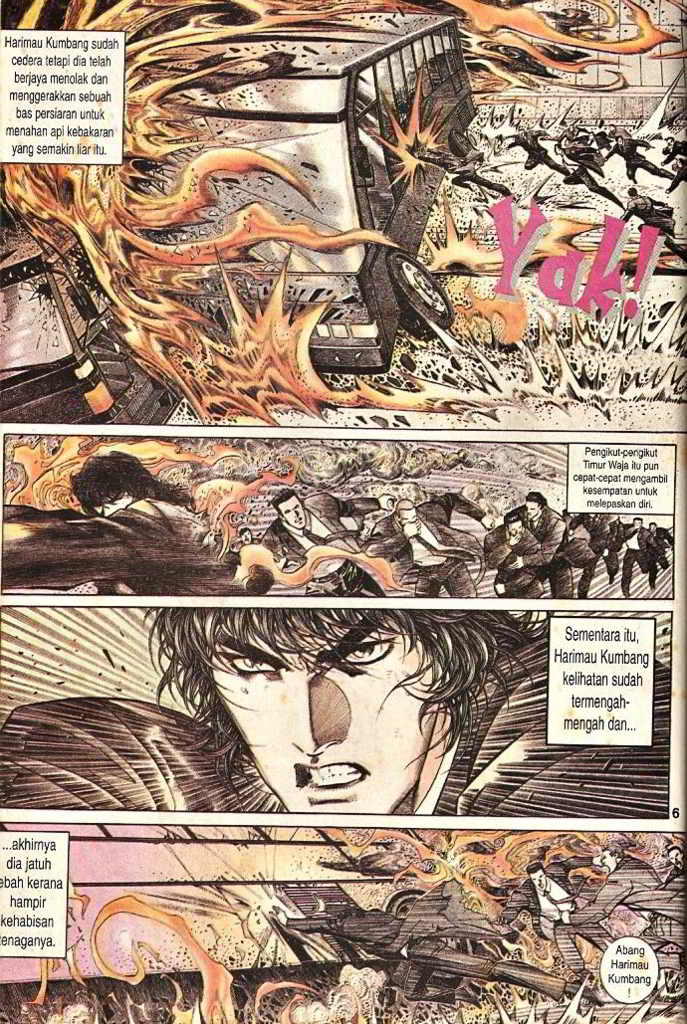 Harimau Kumbang sudah
cedera tetapi dia telah
berjaya menolak dan
menggerakkan sebuah
bas persiaran untuk
menahan api kebakaran
yang semakin liar itu.
Yak!
Pengikut-pengikut
Timur Waja itu pun
cepat-cepat mengambil
kesempatan untuk
melepaskan diri.
Sementara itu,
Harimau Kumbang
kelihatan sudah
termengah-
mengah dan...
6
...akhirnya
dia jatuh
ebah kerana
hampir
kehabisan
tenaganya.
Abang
Harimau
Kumbang
!